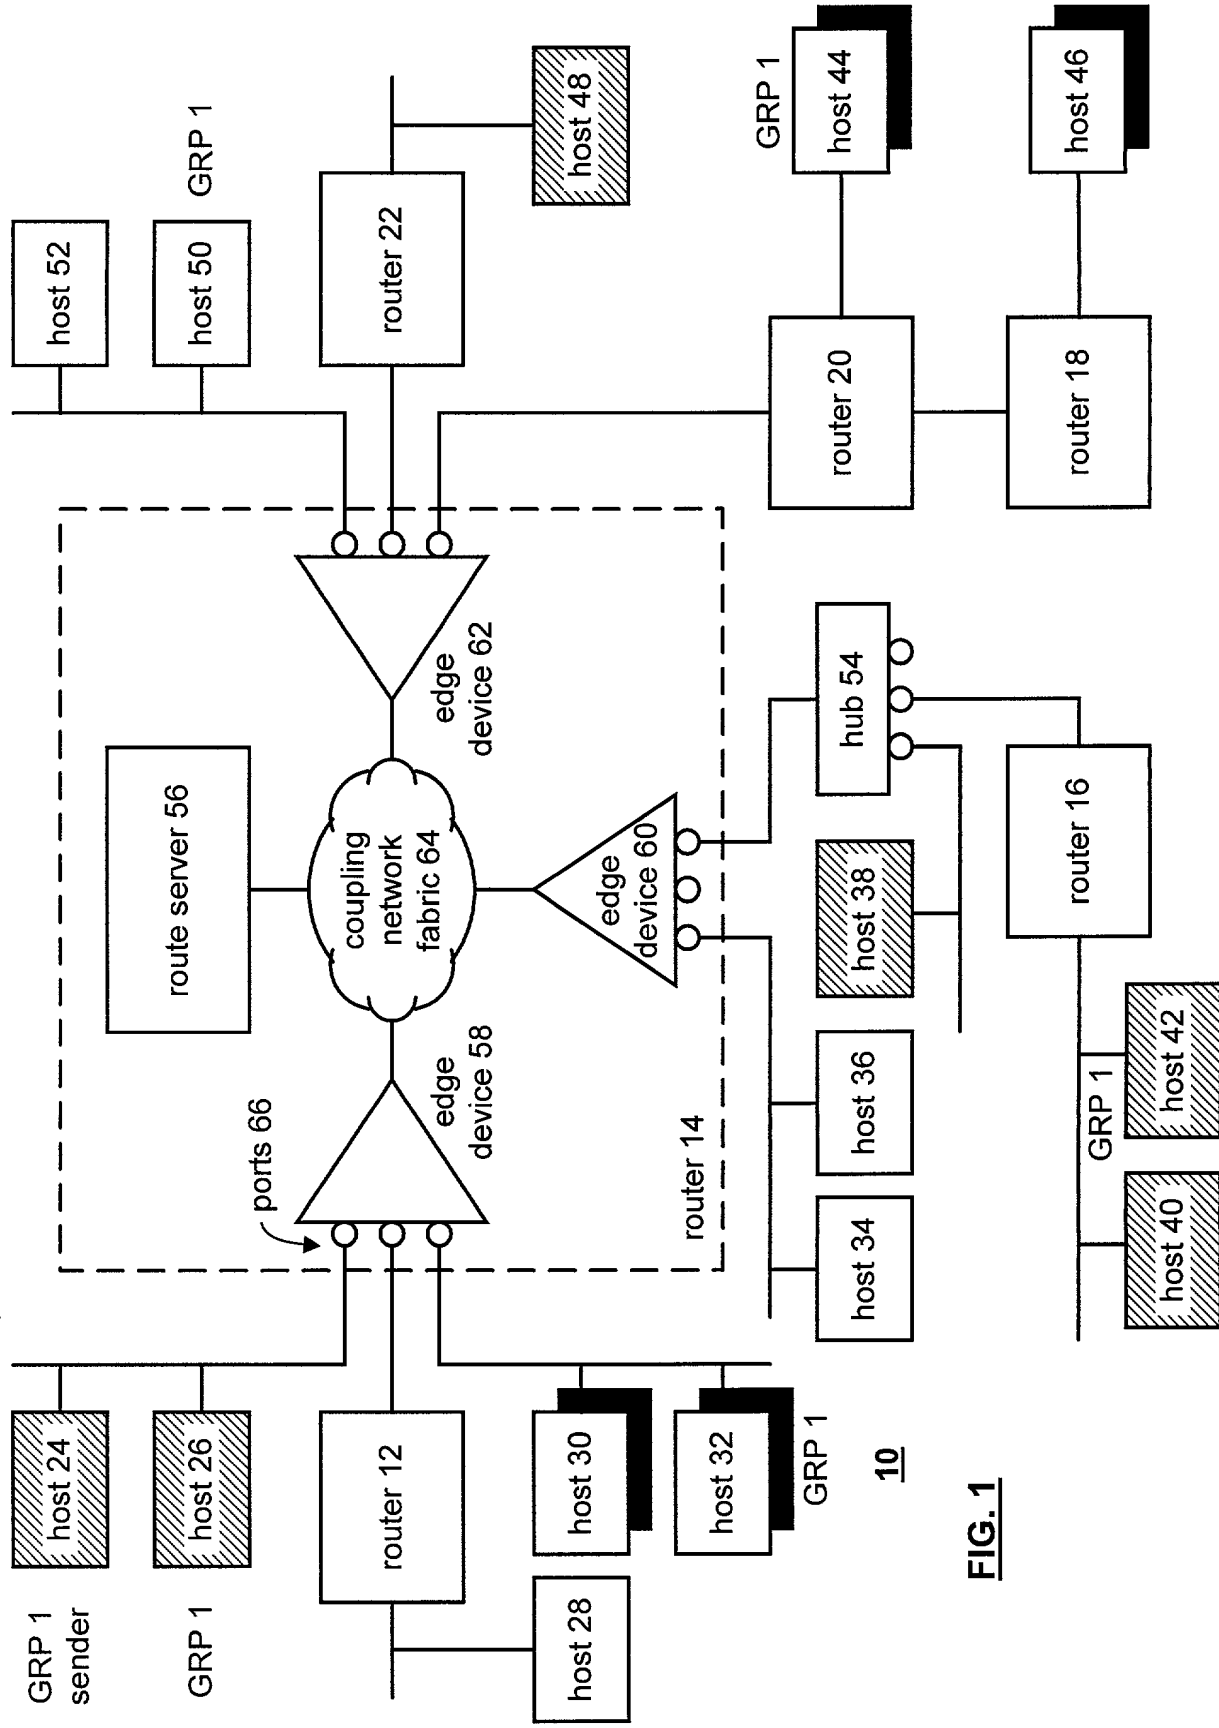 GRP 1
sender
host 24
GRP 1
host 26
router 12
host 28
host 30
host 32
GRP 1
ports 66
edge
device 58
route server 56
coupling
network
fabric 64
edge
device 62
edge
device 60
router 14
host 52
host 50
GRP 1
router 22
host 48
router 20
GRP 1
host 44
router 18
host 46
host 34
host 36
host 38
hub 54
router 16
host 40
GRP 1
host 42
10
FIG. 1